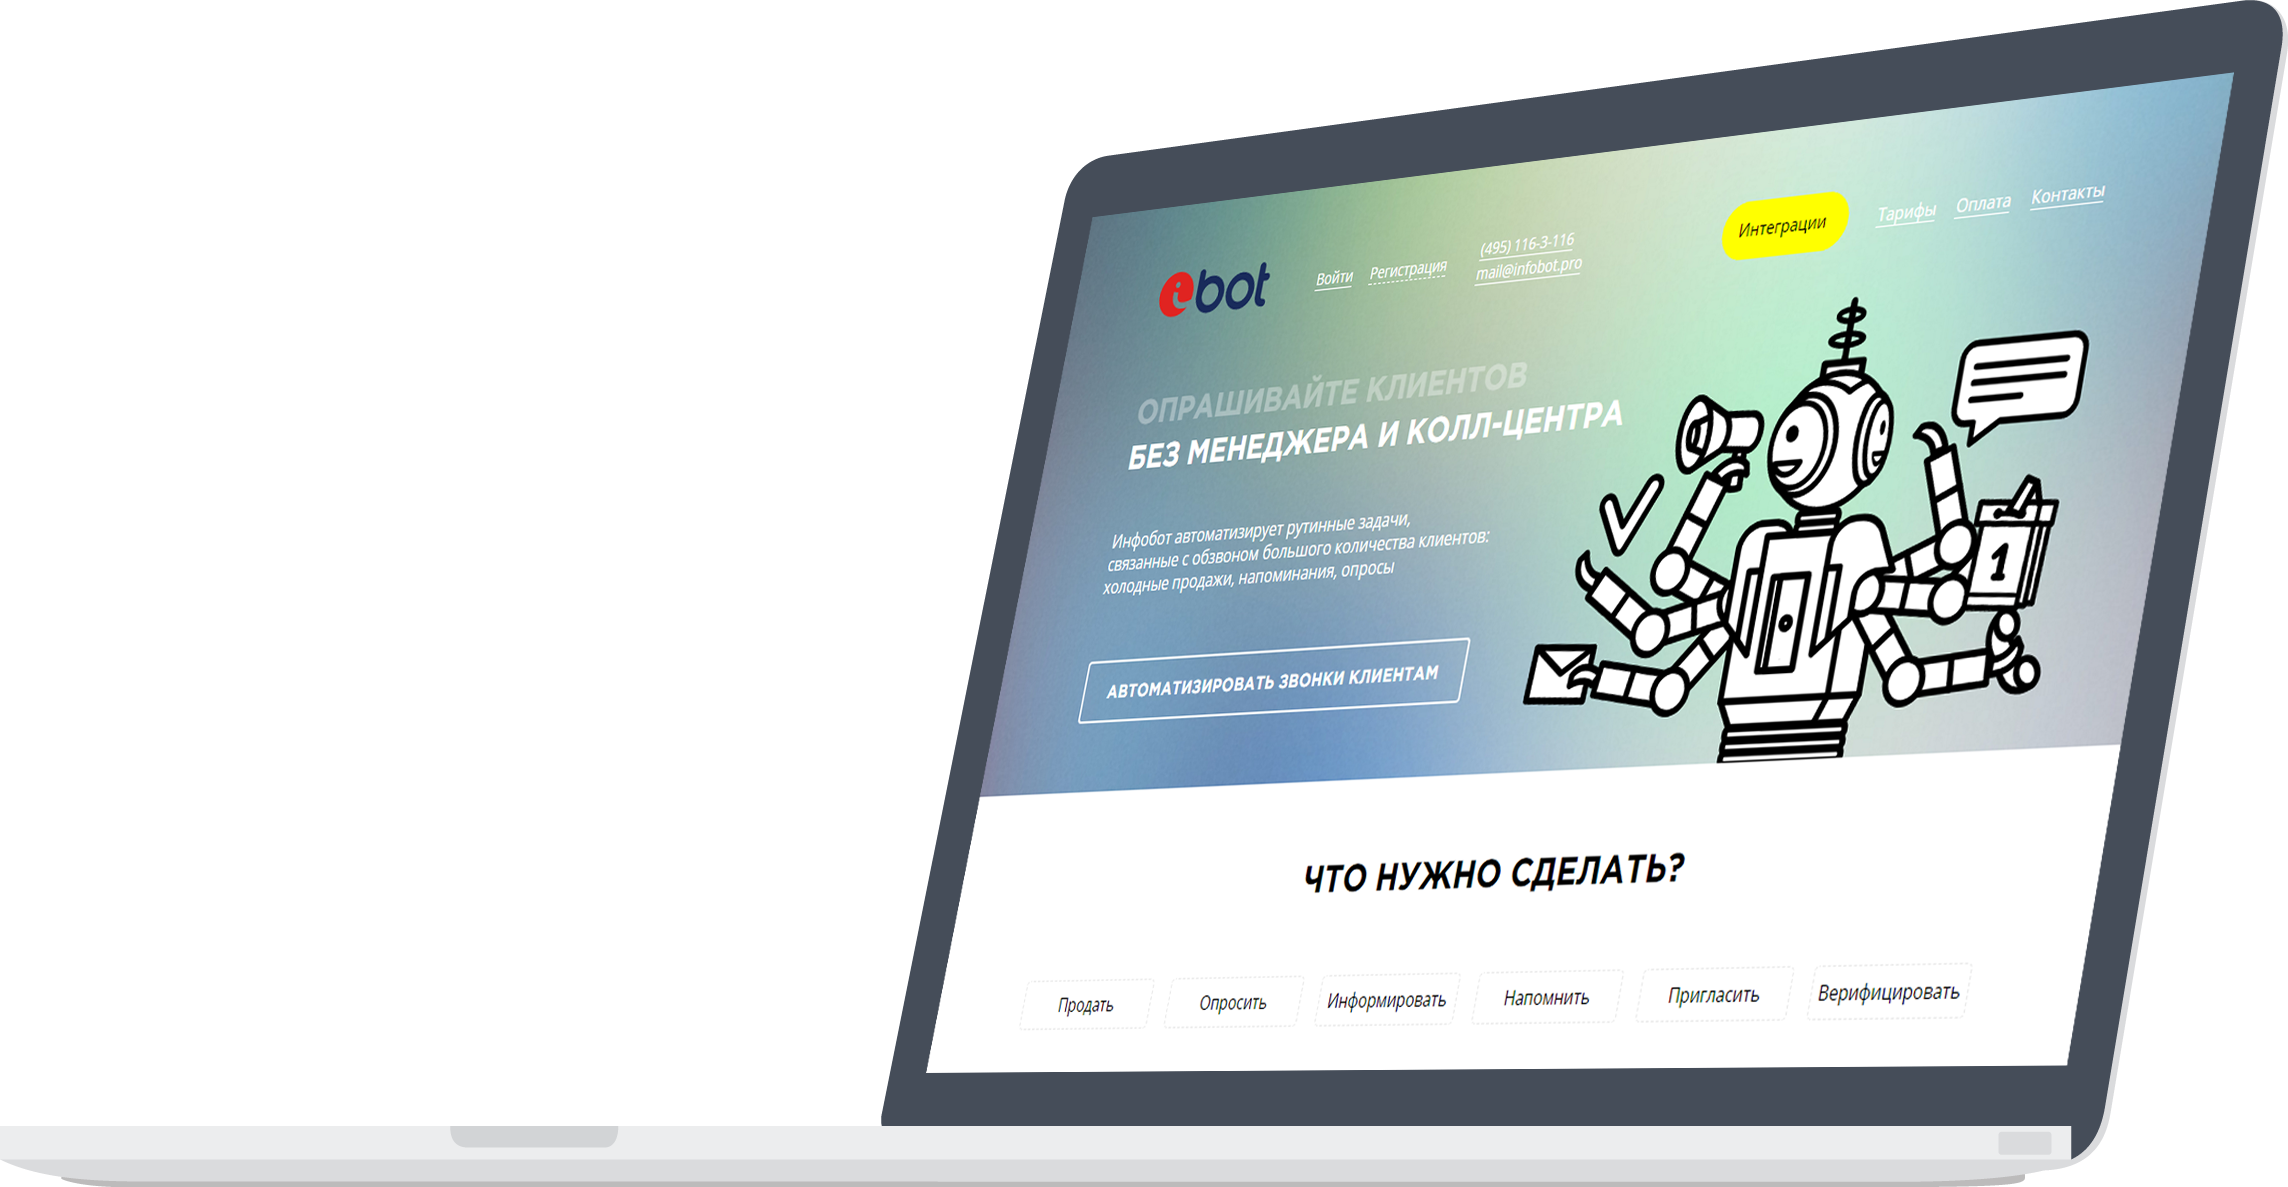 ibot
Войти
Регистрация
(495) 116-3-116
mail@infobot.pro
Интеграции
Тарифы
Оплата
Контакты
ОПРАШИВАЙТЕ КЛИЕНТОВ
БЕЗ МЕНЕДЖЕРА И КОЛЛ-ЦЕНТРА
Инфобот автоматизирует рутинные задачи,
связанные с обзвоном большого количества клиентов:
холодные продажи, напоминания, опросы
АВТОМАТИЗИРОВАТЬ ЗВОНКИ КЛИЕНТАМ
1
ЧТО НУЖНО СДЕЛАТЬ?
Продать
Опросить
Информировать
Напомнить
Пригласить
Верифицировать